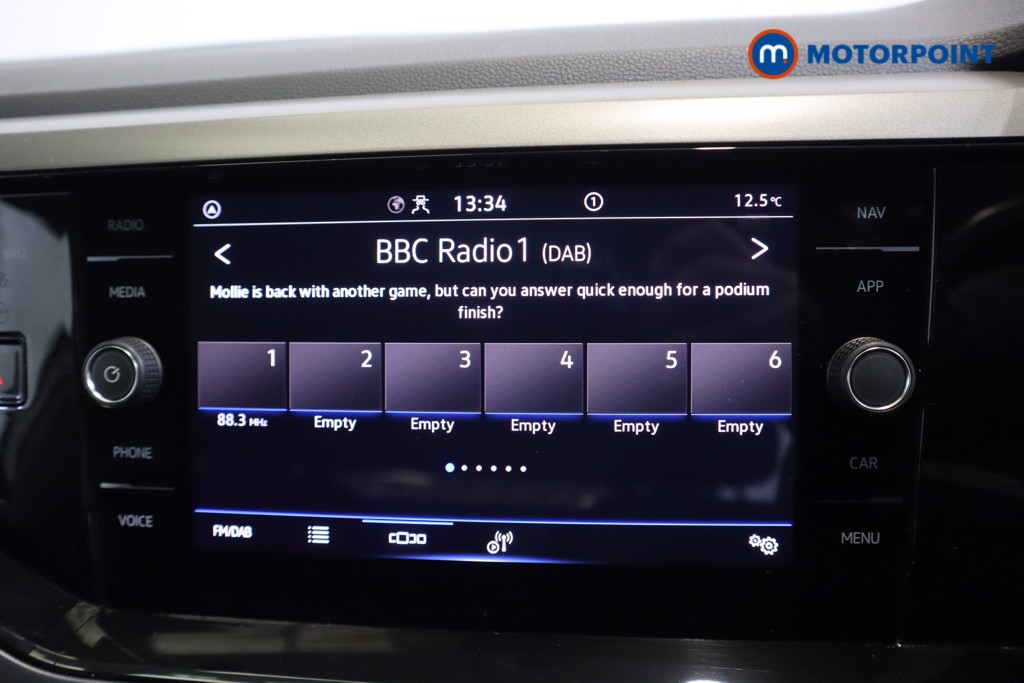 m. MOTORPOINT
RADIO
MEDIA
PHONE
VOICE
13:34
1
12.5°C
BBC Radio1 (DAB)
Mollie is back with another game, but can you answer quick enough for a podium
finish?
1 2 3 4 5 6
88.3 MHz Empty Empty Empty Empty Empty
FM/DAB
NAV
APP
CAR
MENU